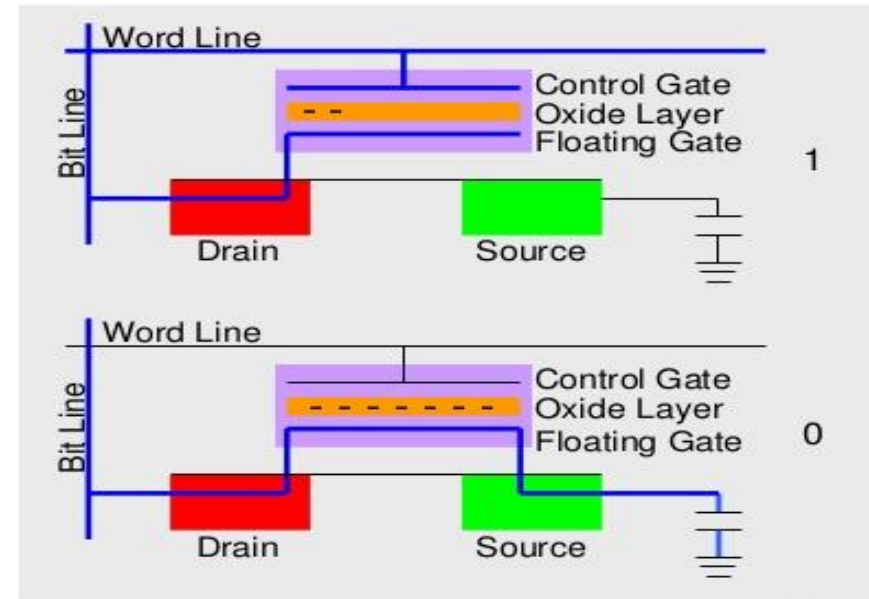 Word Line
Control Gate
Oxide Layer
Floating Gate
Bit Line
1
Drain
Source
Word Line
Control Gate
Oxide Layer
Floating Gate
Bit Line
0
Drain
Source